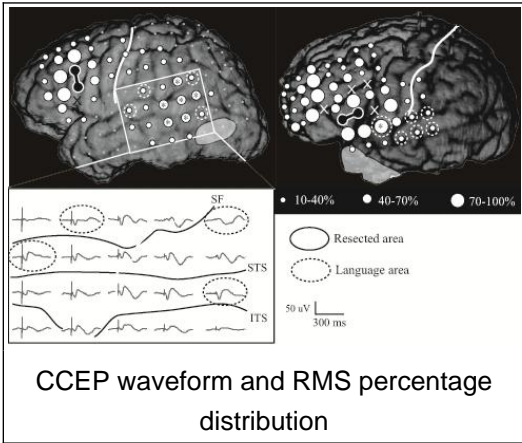 10-40%
40-70%
70-100%
SF
STS
ITS
Resected area
Language area
50 uV
300 ms
CCEP waveform and RMS percentage
distribution